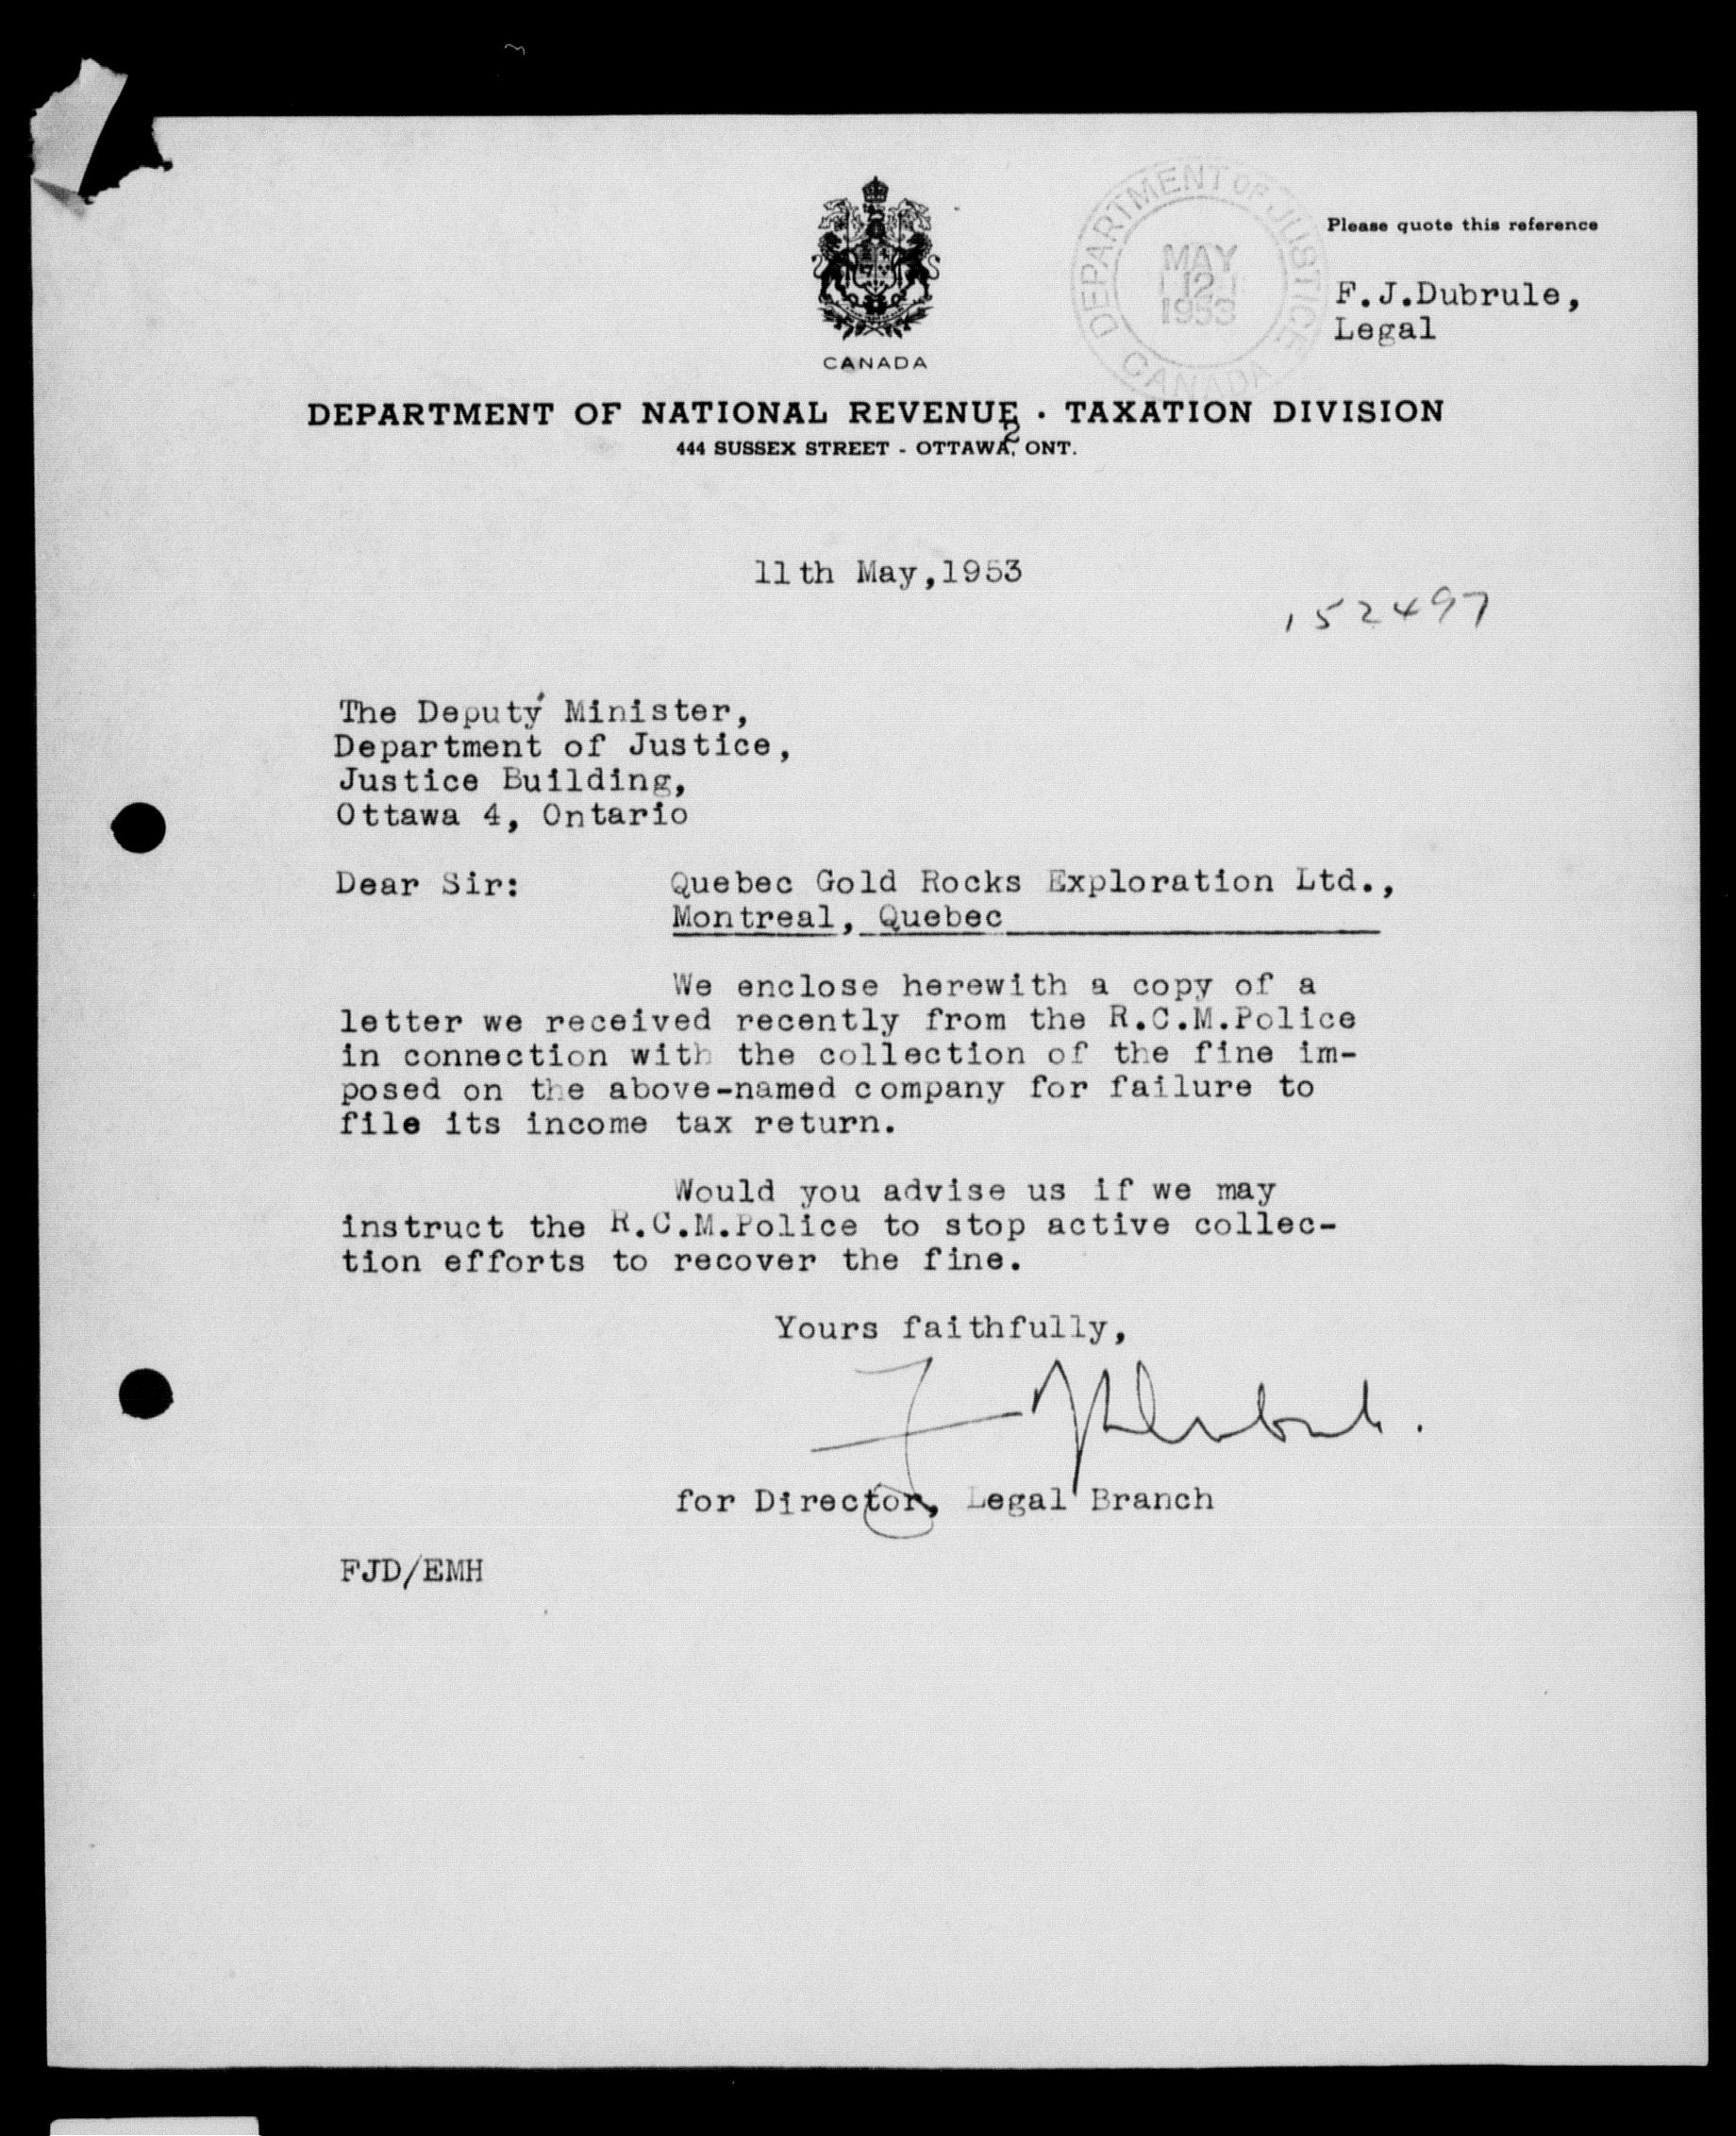 DEPARTMENT OF JUSTICE
CANADA
MAY
12
1953
Please quote this reference
F.J.Dubrule,
Legal
CANADA
DEPARTMENT OF NATIONAL REVENUE · TAXATION DIVISION
444 SUSSEX STREET - OTTAWA, 2 ONT.
11th May,1953
152497
The Deputy Minister,
Department of Justice,
Justice Building,
Ottawa 4, Ontario
Dear Sir: Quebec Gold Rocks Exploration Ltd.,
Montreal, Quebec
We enclose herewith a copy of a
letter we received recently from the R.C.M.Police
in connection with the collection of the fine im-
posed on the above-named company for failure to
file its income tax return.
Would you advise us if we may
instruct the R.C.M.Police to stop active collec-
tion efforts to recover the fine.
Yours faithfully,
F J Dubrule.
for Director, Legal Branch
FJD/EMH